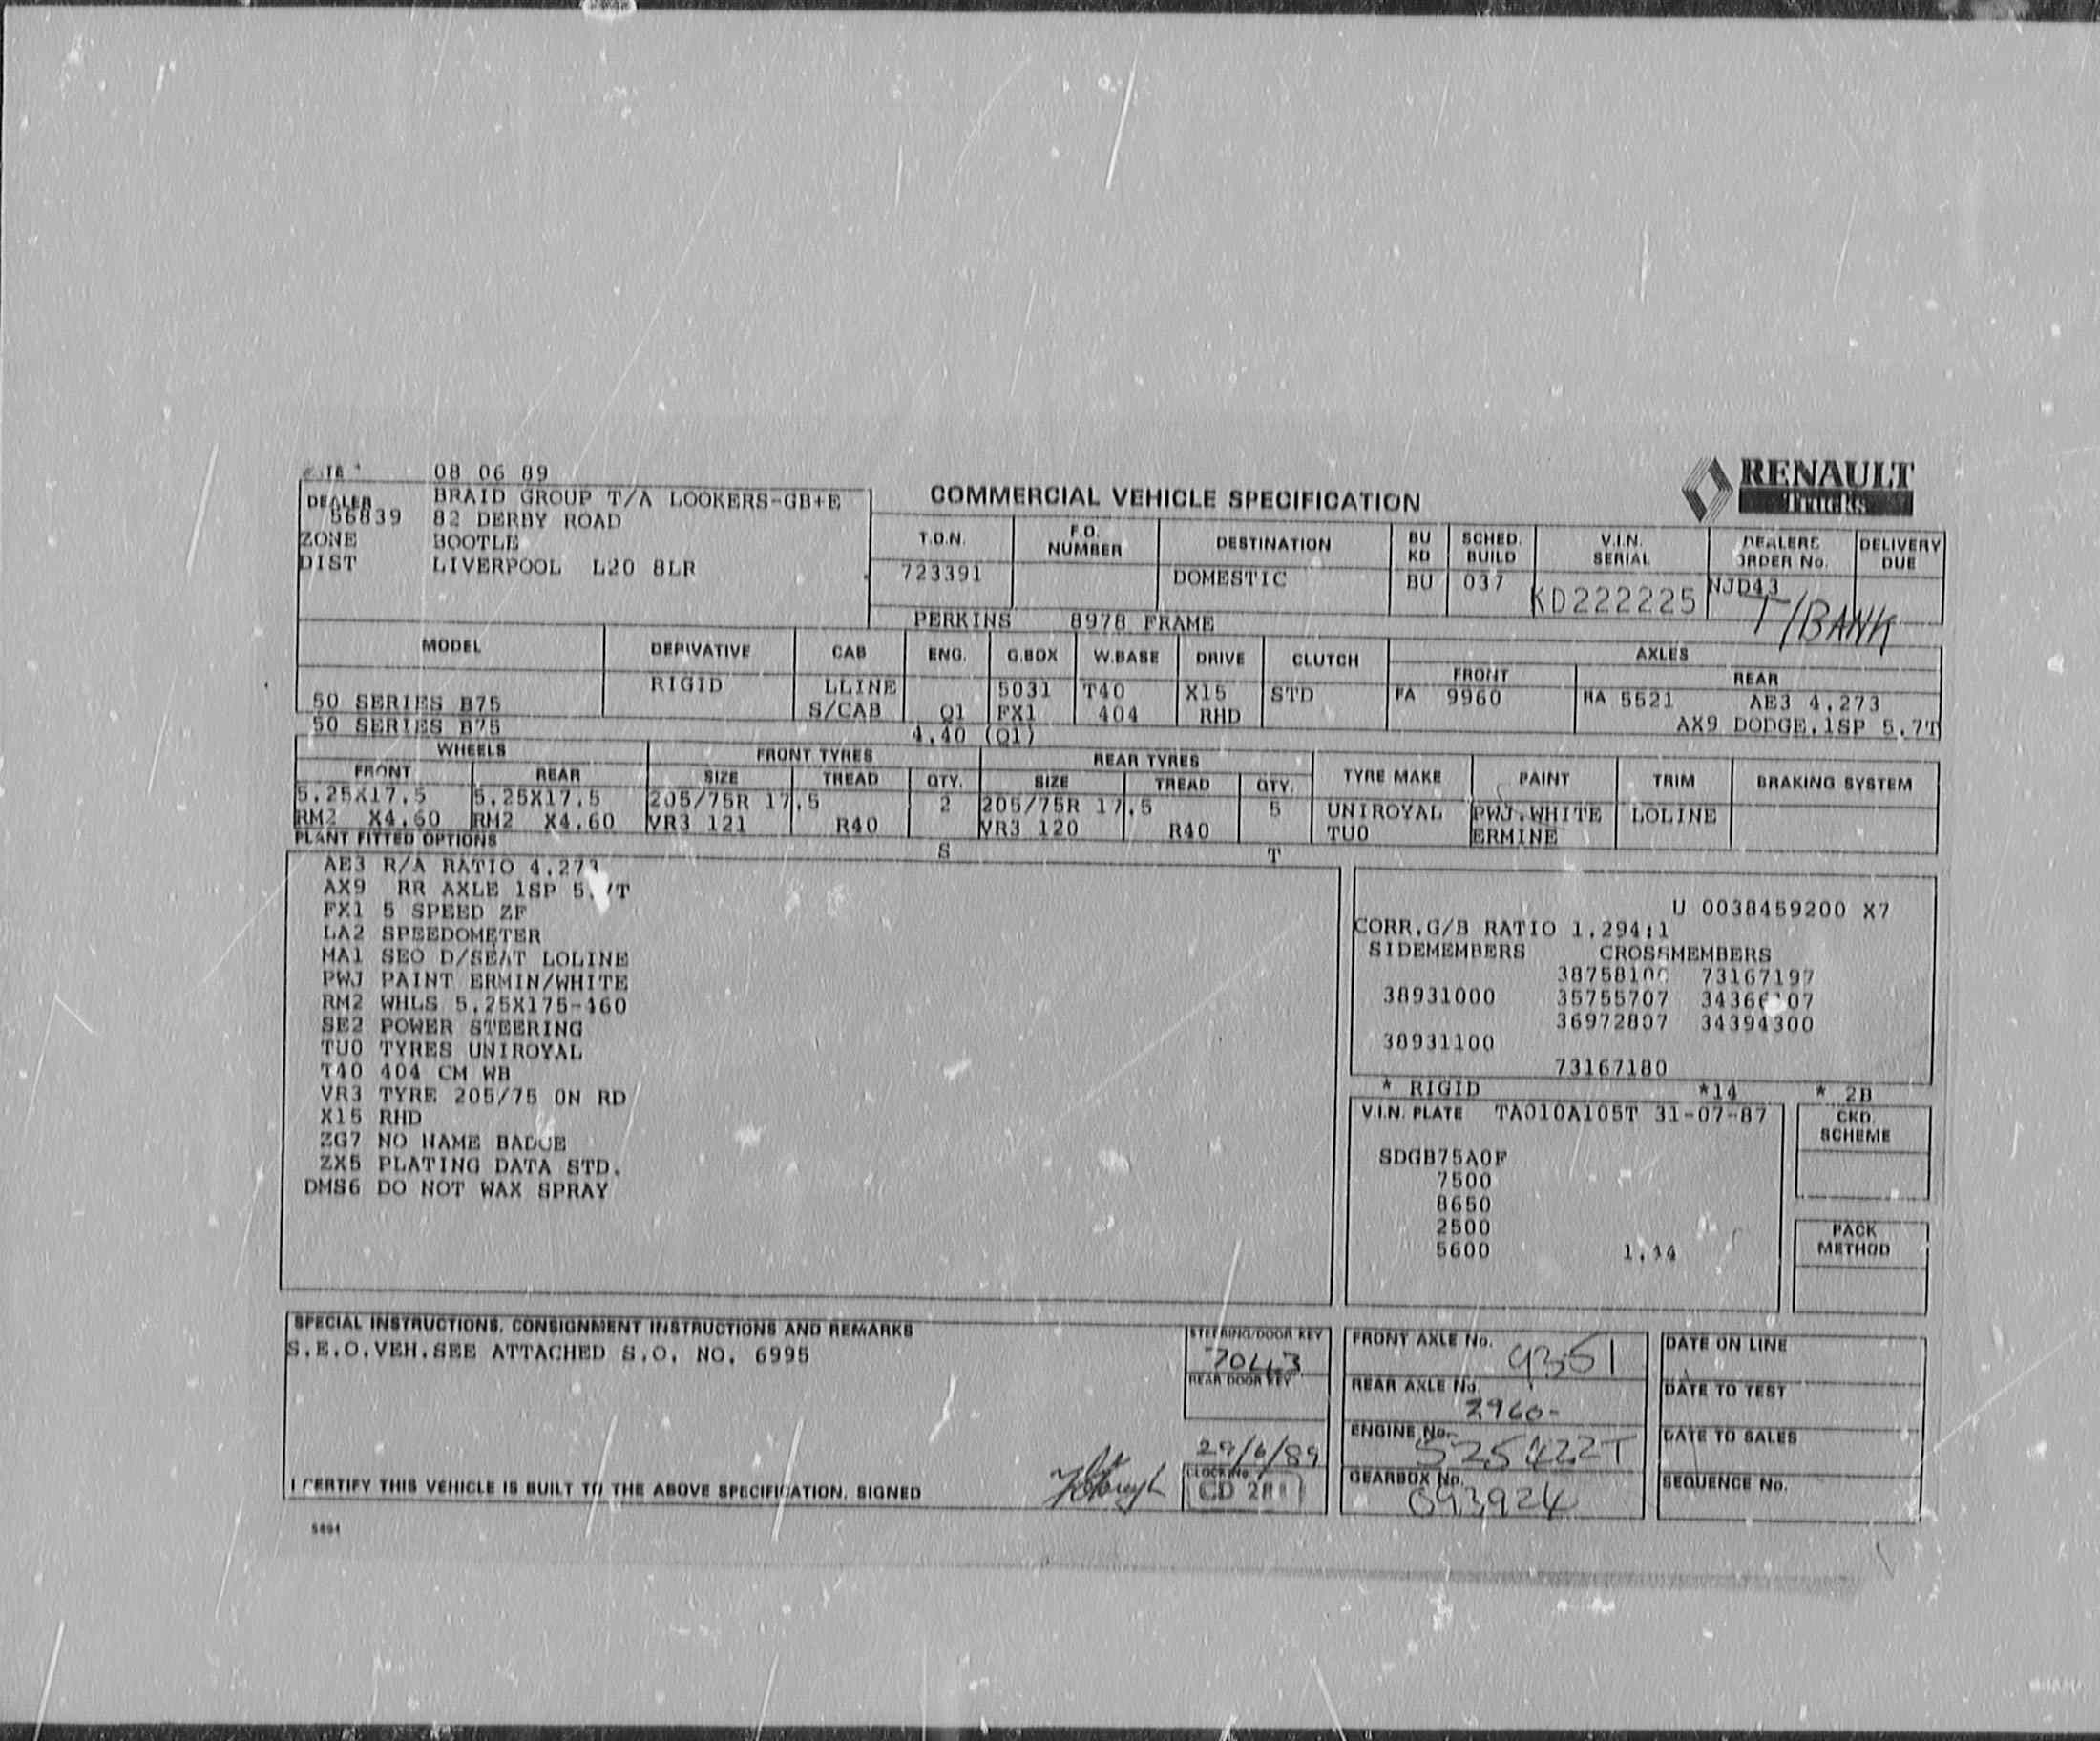 08 06 89
DEALER BRAID GROUP T/A LOOKERS-GB+E
56839 82 DERBY ROAD
ZONE BOOTLE
DIST LIVERPOOL L20 8LR
COMMERCIAL VEHICLE SPECIFICATION
RENAULT
Trucks
T.O.N. F.O. NUMBER DESTINATION BU KD SCHED. BUILD V.I.N. SERIAL DEALERS ORDER No. DELIVERY DUE
723391 DOMESTIC BU 037 KD222225 NJD43
T/BANK
PERKINS 8978 FRAME
MODEL DERIVATIVE CAB ENG. G.BOX W.BASE DRIVE CLUTCH AXLES
FRONT REAR
RIGID LLINE 5031 T40 X15 STD FA 9960 RA 5521 AE3 4.273
50 SERIES B75 S/CAB Q1 FX1 404 RHD AX9 DODGE.1SP 5.7T
50 SERIES B75 4.40 (Q1)
WHEELS FRONT TYRES REAR TYRES TYRE MAKE PAINT TRIM BRAKING SYSTEM
FRONT REAR SIZE TREAD QTY. SIZE TREAD QTY.
5.25X17.5 5.25X17.5 205/75R 17.5 2 205/75R 17.5 5 UNIROYAL PWJ.WHITE LOLINE
RM2 X4.60 RM2 X4.60 VR3 121 R40 VR3 120 R40 TU0 ERMINE
PLANT FITTED OPTIONS S T
AE3 R/A RATIO 4.273
AX9 RR AXLE 1SP
FX1 5 SPEED ZF
LA2 SPEEDOMETER
MA1 SEO D/SEAT LOLINE
PWJ PAINT ERMIN/WHITE
RM2 WHLS 5.25X175-460
SE2 POWER STEERING
TU0 TYRES UNIROYAL
T40 404 CM WB
VR3 TYRE 205/75 ON RD
X15 RHD
ZG7 NO NAME BADGE
ZX5 PLATING DATA STD.
DMS6 DO NOT WAX SPRAY
U 0038459200 X7
CORR.G/B RATIO 1.294:1
SIDEMEMBERS CROSSMEMBERS
73167197
38931000 35755707
36972807 34394300
38931100
73167180
* RIGID *14 * 2B
V.I.N. PLATE TA010A105T 31-07-87
CKD. SCHEME
SDGB75A0F
7500
8650
2500
5600
PACK METHOD
SPECIAL INSTRUCTIONS. CONSIGNMENT INSTRUCTIONS AND REMARKS
S.E.O.VEH.SEE ATTACHED S.O. NO. 6995
STEERING/DOOR KEY
70443
REAR DOOR KEY
29/6/89
CLOCK No.
CD
I CERTIFY THIS VEHICLE IS BUILT TO THE ABOVE SPECIFICATION. SIGNED
FRONT AXLE No. 9351
REAR AXLE No. 2960-
ENGINE No. 525422T
GEARBOX No. 093924
DATE ON LINE
DATE TO TEST
DATE TO SALES
SEQUENCE No.